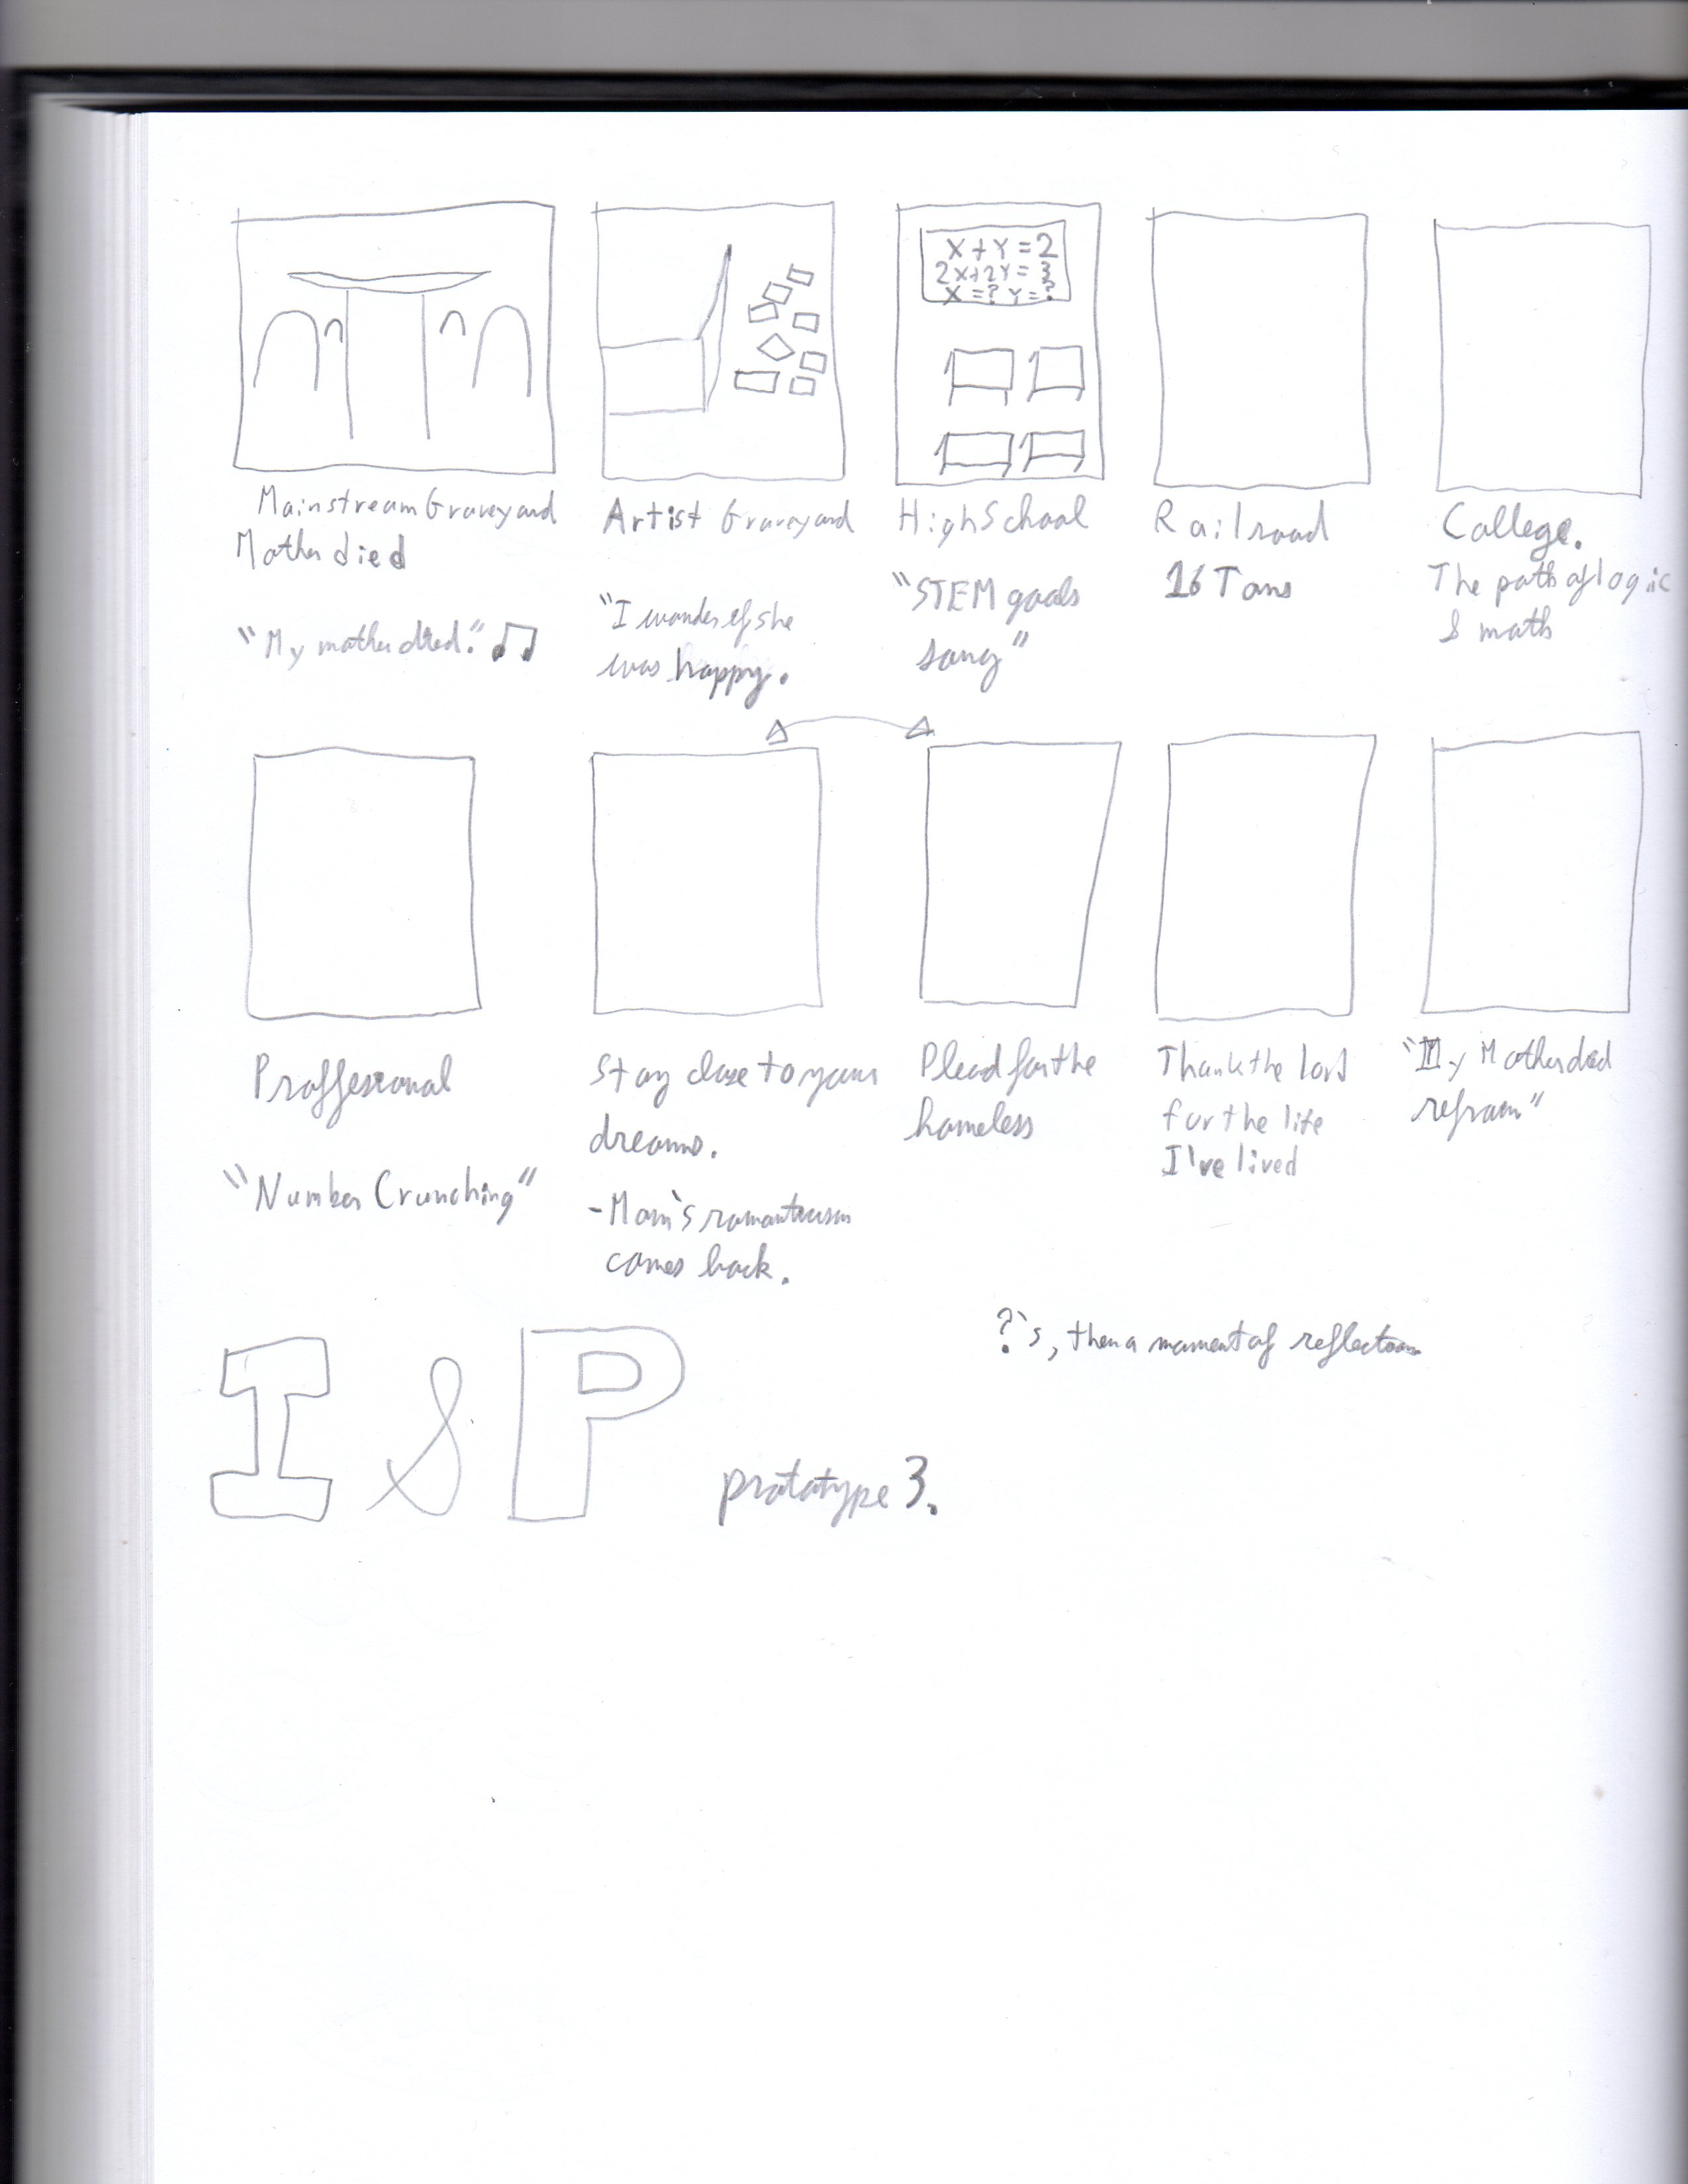 X + Y = 2
2X+2Y = 3
X = ? Y = ?
Mainstream Graveyard
Mother died
"My mother died." ♫
Artist Graveyard
"I wonder if she
was happy.
High School
"STEM goals
song"
Railroad
16 Tons
College.
The path of logic
& math
Proffesional
"Number Crunching"
Stay close to your
dreams.
- Mom's romanticism
comes back.
Plead for the
homeless
Thank the lord
for the life
I've lived
"My Mother died
refrain"
?'s, then a moment of reflection
I & P
prototype 3.